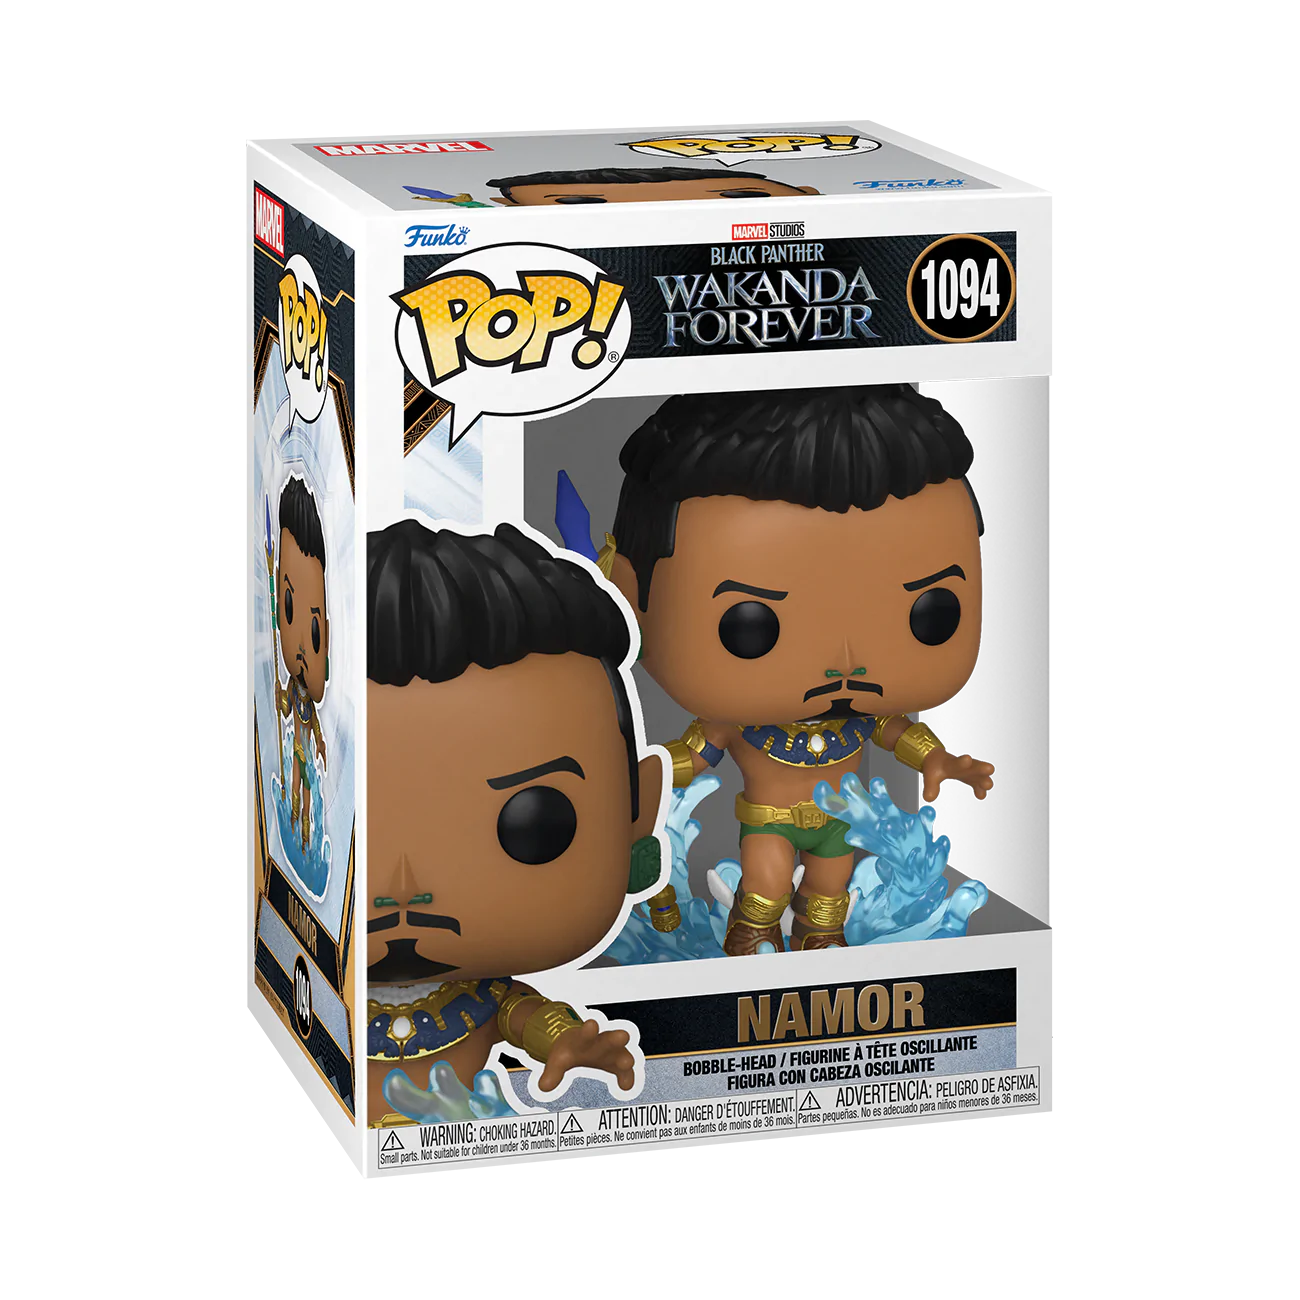 MARVEL
POP!
Funko
MARVEL
POP!
NAMOR
1094
Funko
POP!®
MARVEL STUDIOS
BLACK PANTHER
WAKANDA
FOREVER
1094
NAMOR
BOBBLE-HEAD / FIGURINE À TÊTE OSCILLANTE
FIGURA CON CABEZA OSCILANTE
WARNING: CHOKING HAZARD.
Small parts. Not suitable for children under 36 months.
ATTENTION: DANGER D'ÉTOUFFEMENT.
Petites pièces. Ne convient pas aux enfants de moins de 36 mois.
ADVERTENCIA: PELIGRO DE ASFIXIA.
Partes pequeñas. No es adecuado para niños menores de 36 meses.